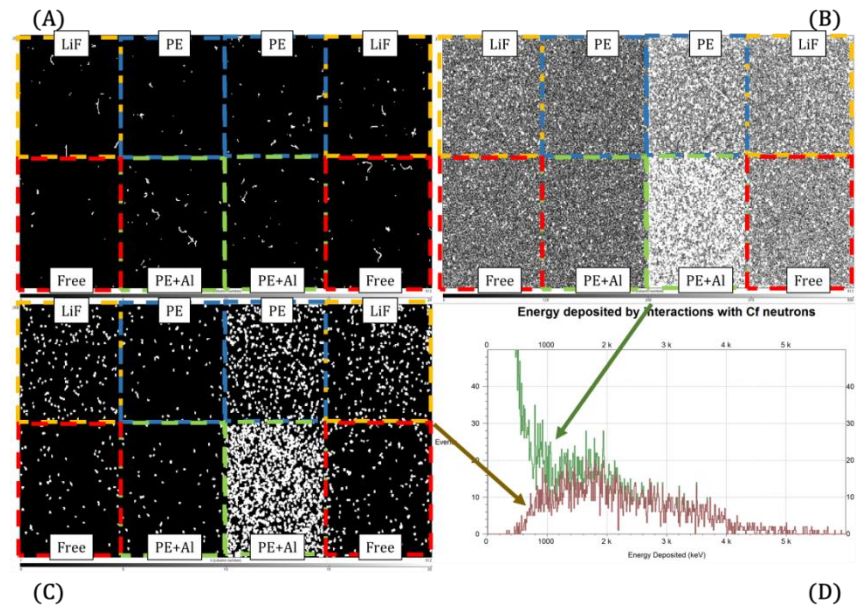 (A)
(B)
LiF PE PE LiF
LiF PE PE LiF
Free PE+Al PE+Al Free
Free PE+Al PE+Al Free
LiF PE PE LiF
Energy deposited by interactions with Cf neutrons
0 1000 2 k 3 k 4 k 5 k
40 40
30 30
20 20
10 10
0 0
0 1000 2 k 3 k 4 k 5 k
Energy Deposited (keV)
Free PE+Al PE+Al Free
(C)
(D)